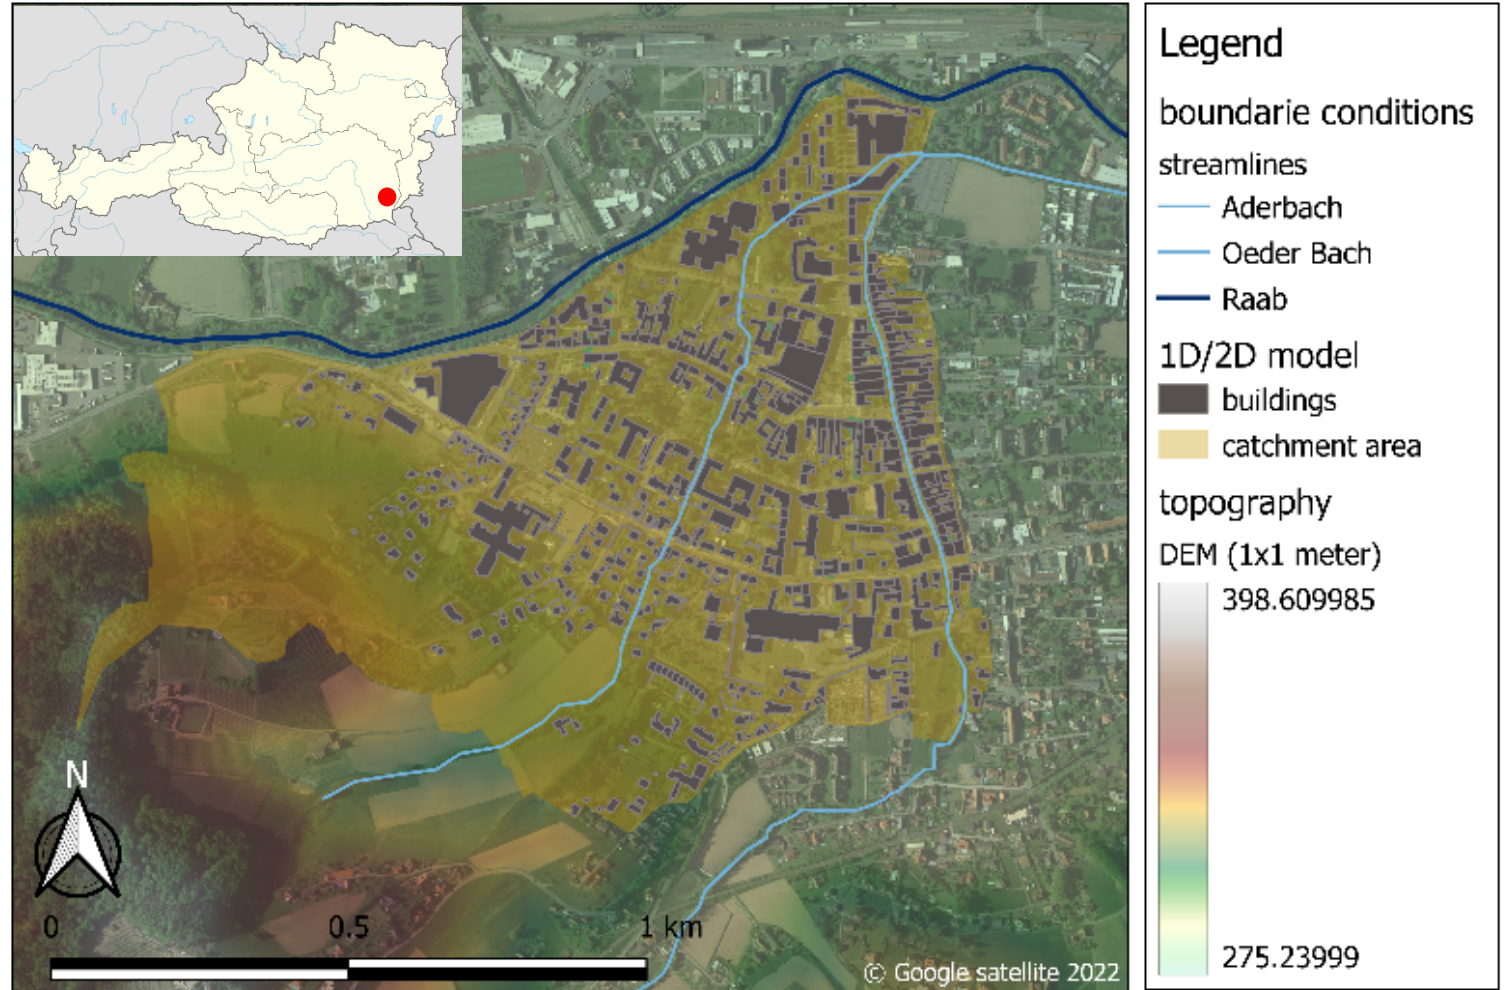 Legend
boundarie conditions
streamlines
Aderbach
Oeder Bach
Raab
1D/2D model
buildings
catchment area
topography
DEM (1x1 meter)
398.609985
275.23999
N
0 0.5 1 km
© Google satellite 2022